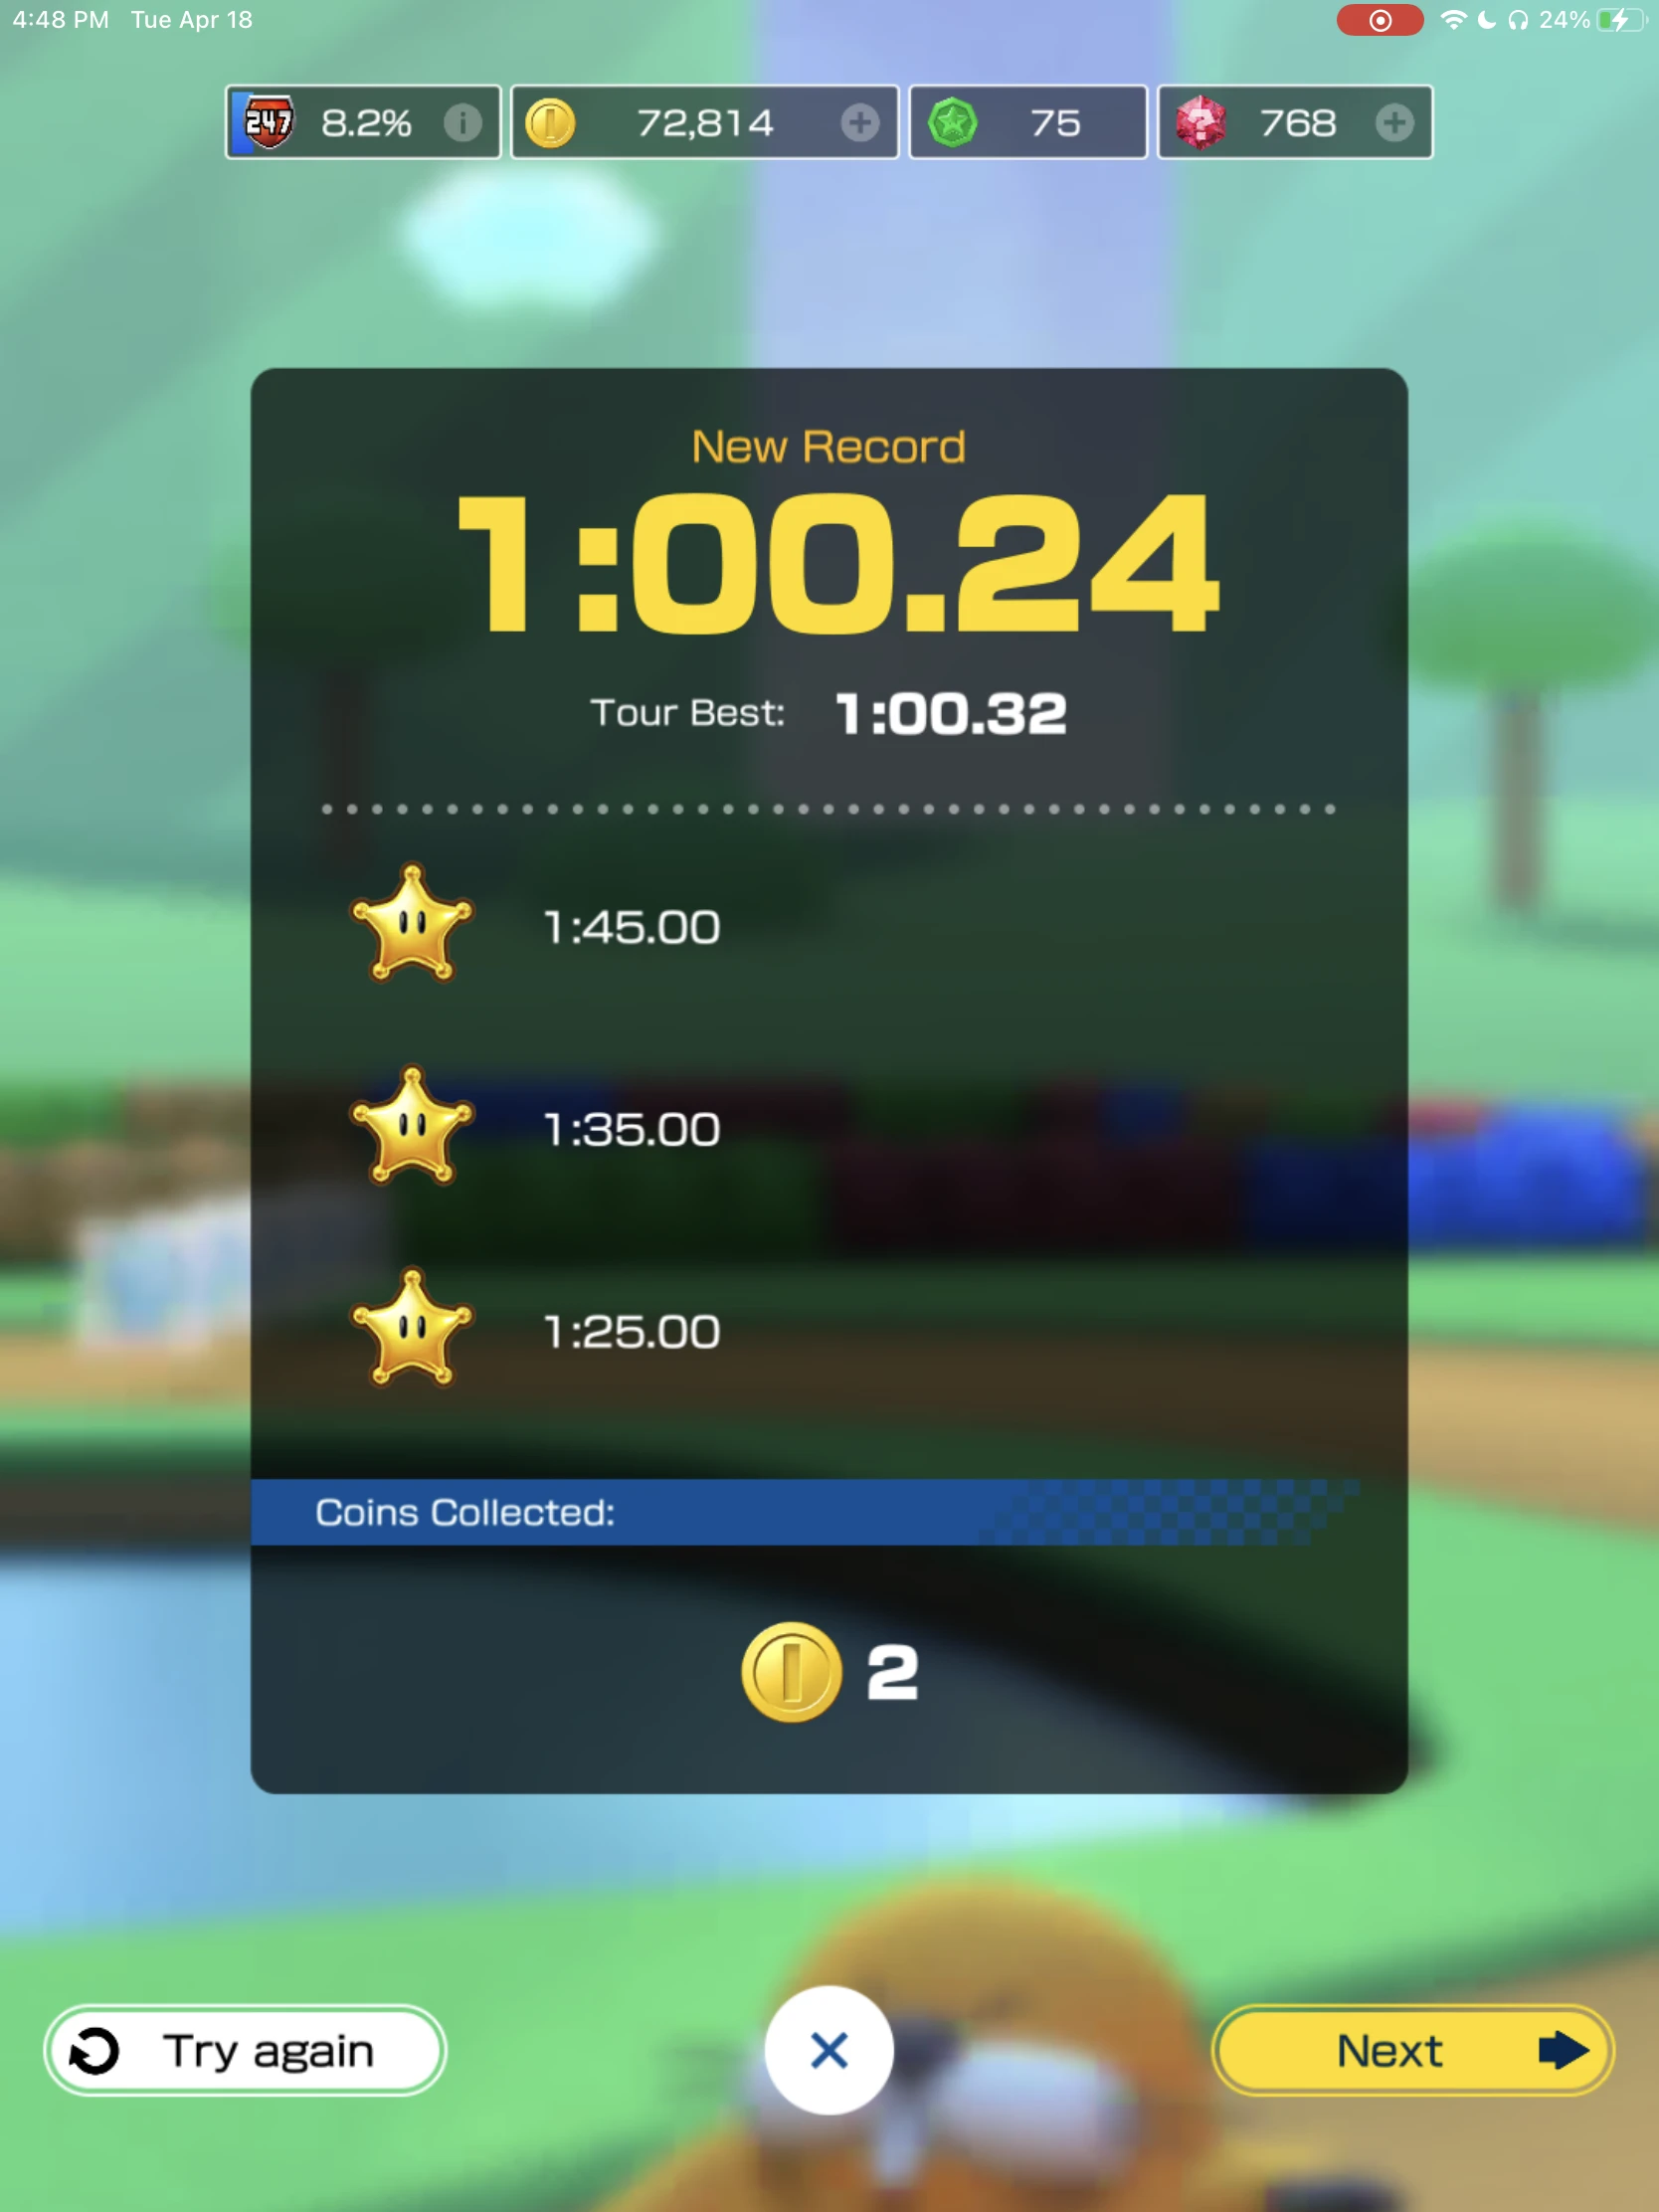 4:48 PM Tue Apr 18 24%
247 8.2% 72,814 75 768
New Record
1:00.24
Tour Best: 1:00.32
1:45.00
1:35.00
1:25.00
Coins Collected:
2
Try again Next